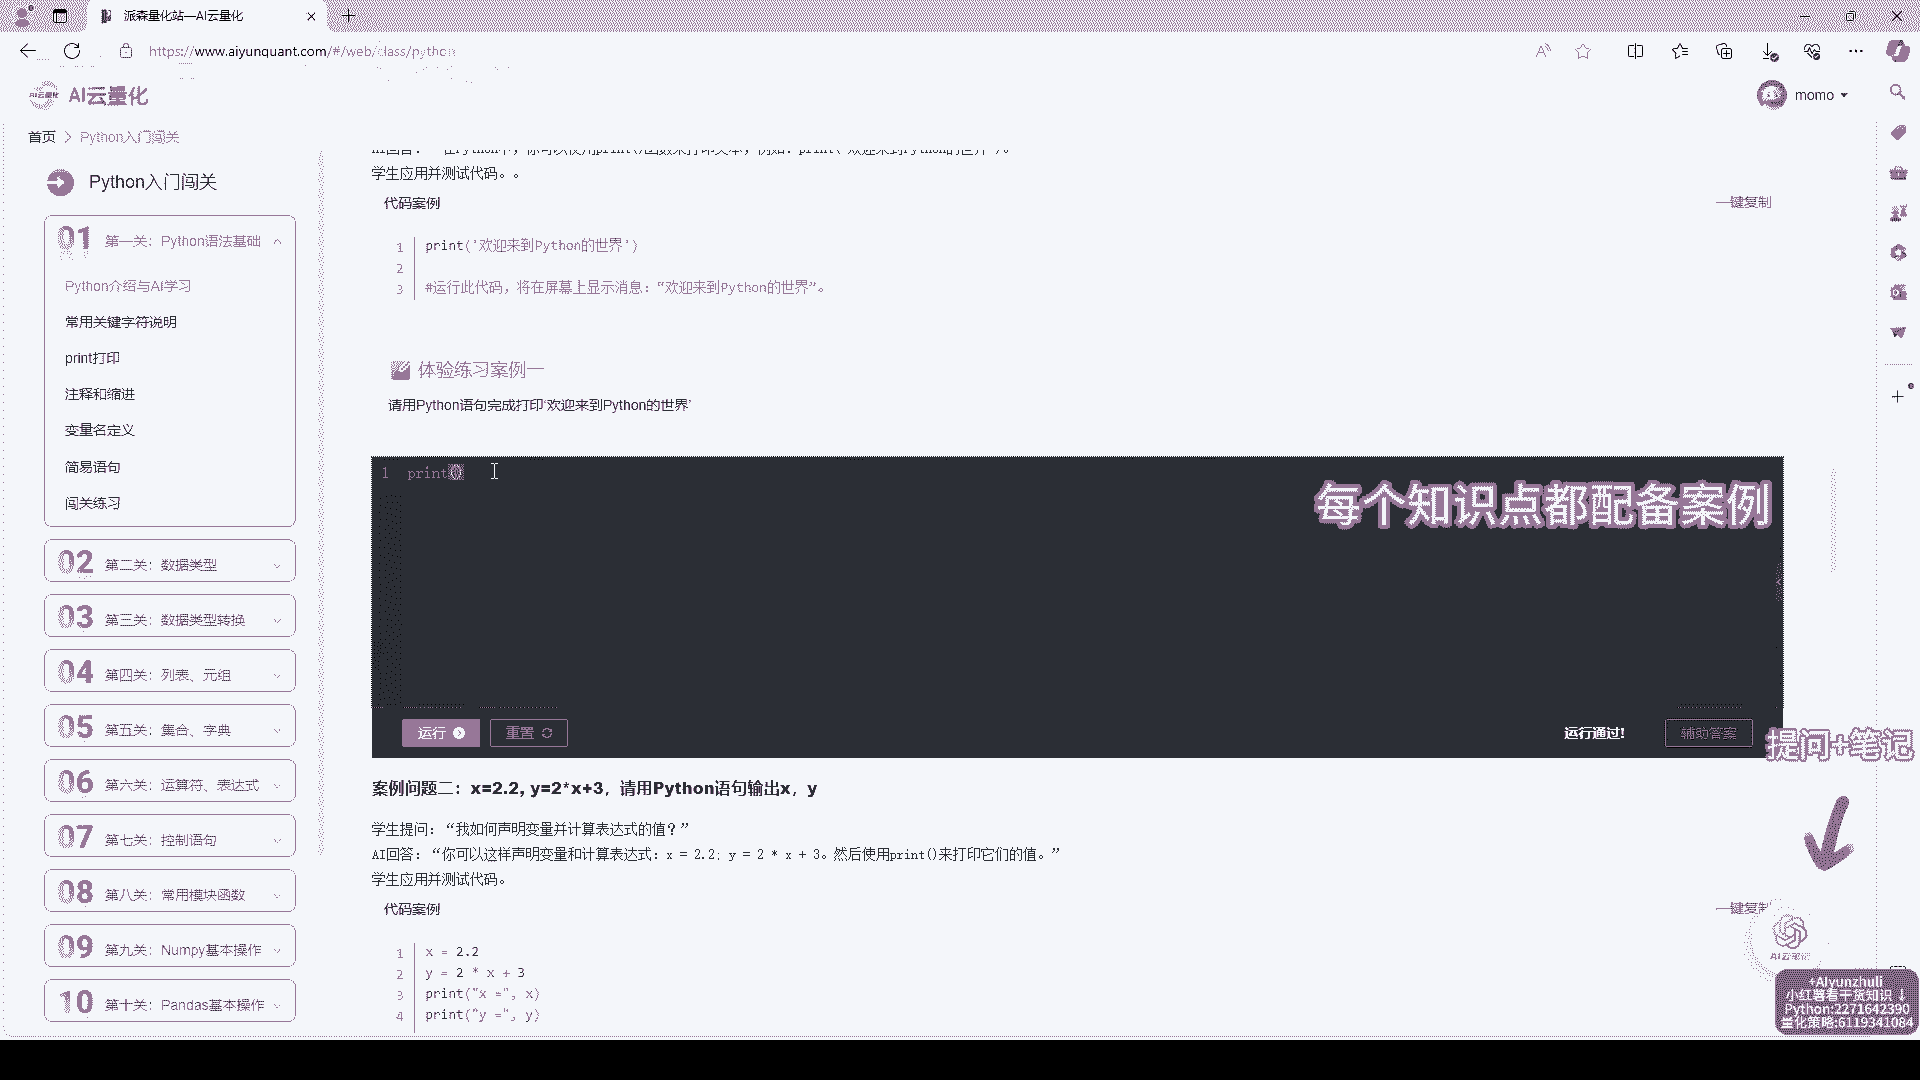 派森量化站—AI云量化
https://www.aiyunquant.com/#/web/class/python
AI云量化
momo
首页 > Python入门闯关
Python入门闯关
01 第一关：Python语法基础
Python介绍与AI学习
常用关键字符说明
print打印
注释和缩进
变量名定义
简易语句
闯关练习
02 第二关：数据类型
03 第三关：数据类型转换
04 第四关：列表、元组
05 第五关：集合、字典
06 第六关：运算符、表达式
07 第七关：控制语句
08 第八关：常用模块函数
09 第九关：Numpy基本操作
10 第十关：Pandas基本操作
学生应用并测试代码。。
代码案例
一键复制
1 print('欢迎来到Python的世界')
2
3 #运行此代码，将在屏幕上显示消息：“欢迎来到Python的世界”。
体验练习案例一
请用Python语句完成打印‘欢迎来到Python的世界’
1 print()
每个知识点都配备案例
运行
重置
运行通过!
辅助答案
提问+笔记
案例问题二：x=2.2, y=2*x+3，请用Python语句输出x，y
学生提问：“我如何声明变量并计算表达式的值？”
AI回答：“你可以这样声明变量和计算表达式：x = 2.2; y = 2 * x + 3。然后使用print()来打印它们的值。”
学生应用并测试代码。
代码案例
一键复制
1 x = 2.2
2 y = 2 * x + 3
3 print("x =", x)
4 print("y =", y)
AI云笔记
+AIyunzhuli
小红薯看干货知识↓
Python:2271642390
量化策略:6119341084